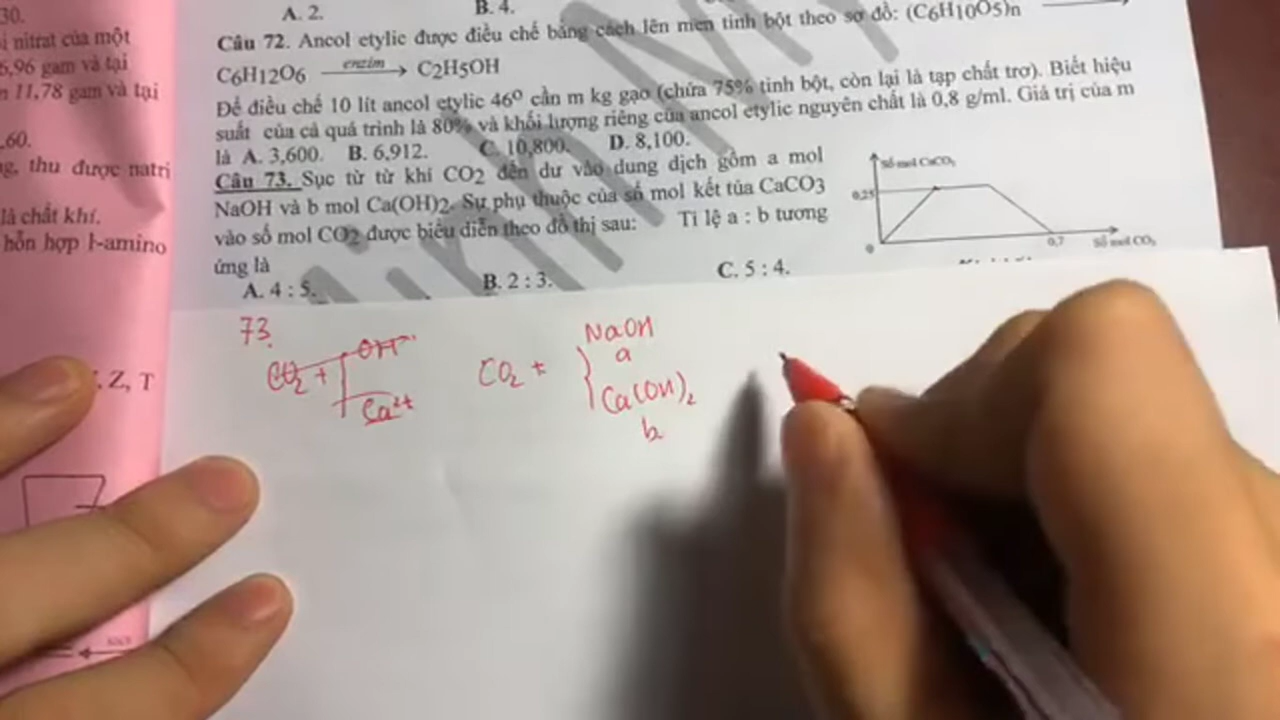 30.
nitrat của một
6,96 gam và tại
11,78 gam và tại
.60.
g, thu được natri
là chất khí.
hỗn hợp l-amino
Z, T
A. 2.
B. 4.
Câu 72. Ancol etylic được điều chế bằng cách lên men tinh bột theo sơ đồ: (C6H10O5)n
C6H12O6 enzim C2H5OH
Để điều chế 10 lít ancol etylic 46º cần m kg gạo (chứa 75% tinh bột, còn lại là tạp chất trơ). Biết hiệu
suất của cả quá trình là 80% và khối lượng riêng của ancol etylic nguyên chất là 0,8 g/ml. Giá trị của m
là A. 3,600. B. 6,912. C. 10,800. D. 8,100.
Câu 73. Sục từ từ khí CO2 đến dư vào dung dịch gồm a mol
NaOH và b mol Ca(OH)2. Sự phụ thuộc của số mol kết tủa CaCO3
vào số mol CO2 được biểu diễn theo đồ thị sau: Tỉ lệ a : b tương
ứng là
A. 4 : 5. B. 2 : 3. C. 5 : 4.
Số mol CaCO3
0,25
0
0,7
Số mol CO2
Minh My
73.
CO2 + OH-
Ca2+
CO2 + NaOH
a
Ca(OH)2
b